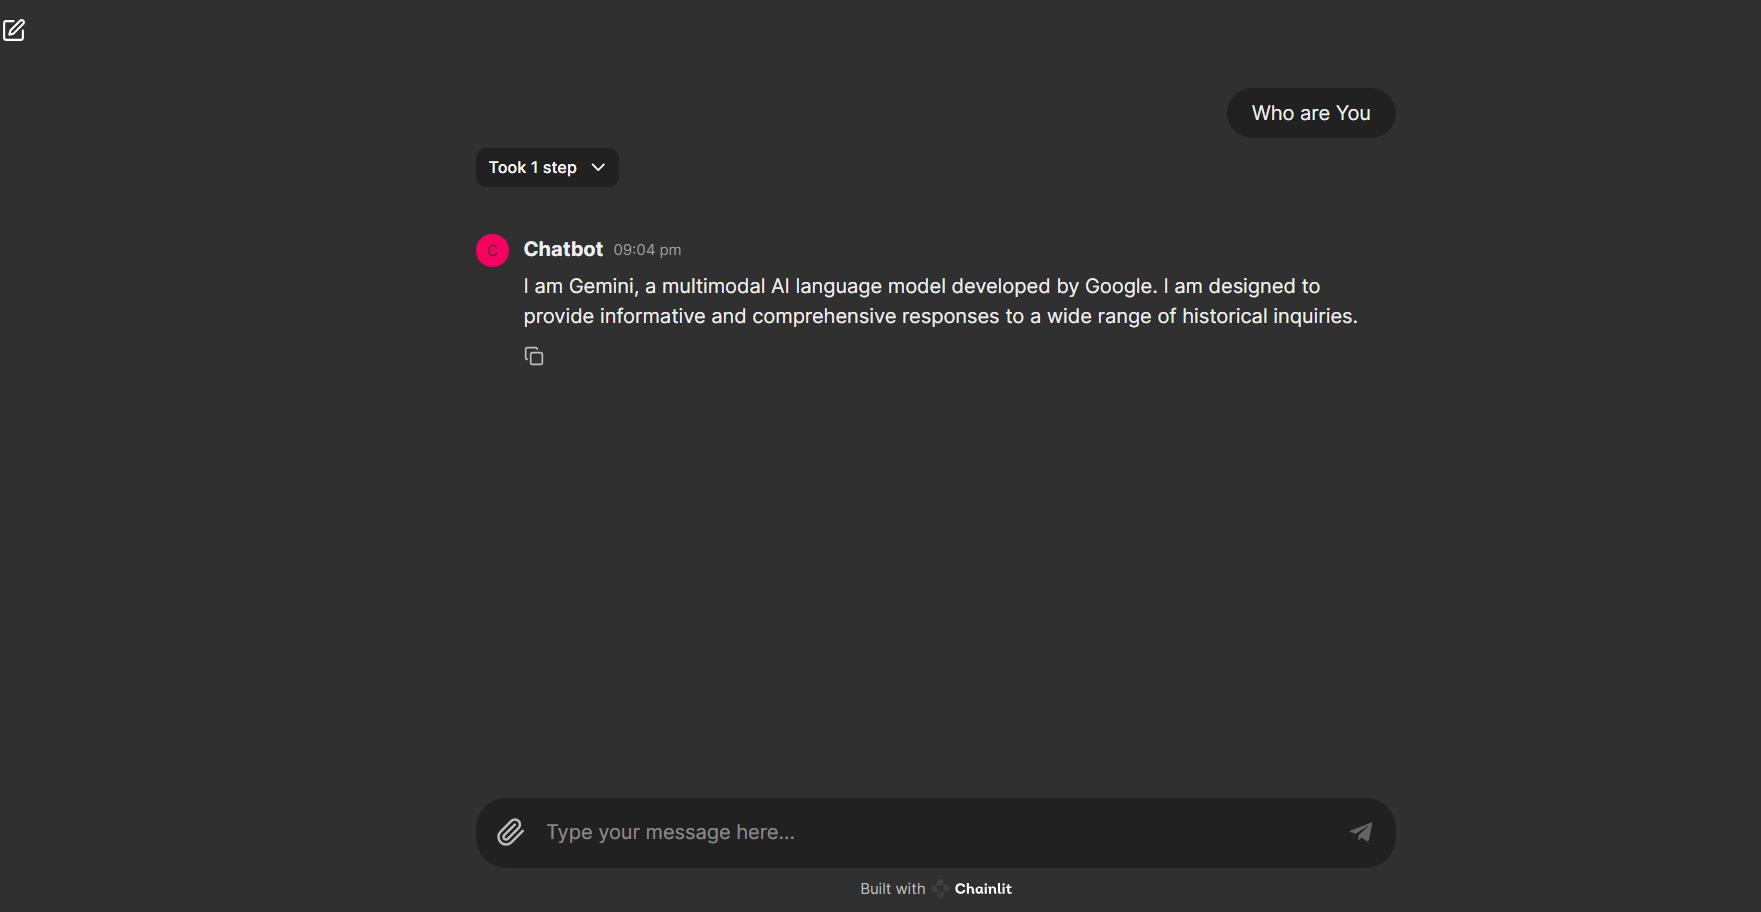 Who are You
Took 1 step
C
Chatbot 09:04 pm
I am Gemini, a multimodal AI language model developed by Google. I am designed to
provide informative and comprehensive responses to a wide range of historical inquiries.
Type your message here...
Built with Chainlit